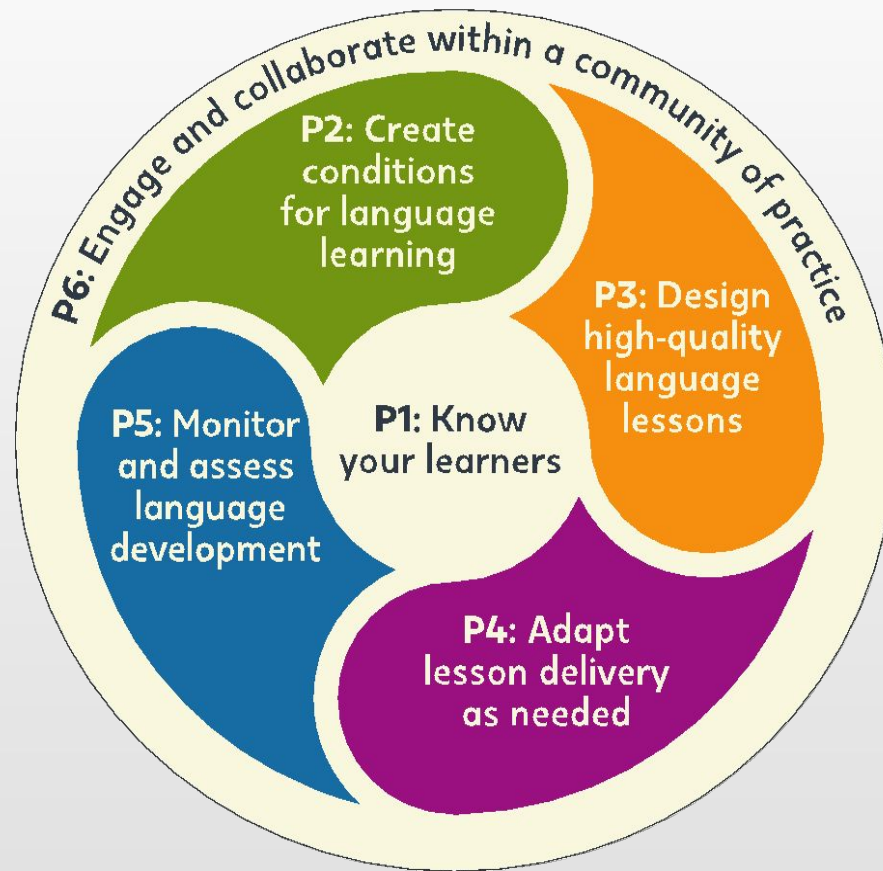 P6: Engage and collaborate within a community of practice
P2: Create
conditions
for language
learning
P3: Design
high-quality
language
lessons
P1: Know
your learners
P5: Monitor
and assess
language
development
P4: Adapt
lesson delivery
as needed